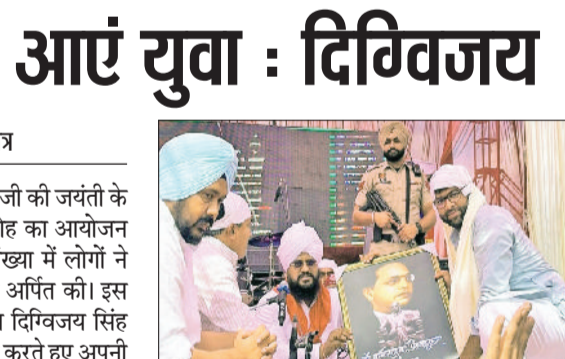 आएं युवा : दिग्विजय
त्र
जी की जयंती के
ोह का आयोजन
ंख्या में लोगों ने
अर्पित की। इस
दिग्विजय सिंह
करते हुए अपनी